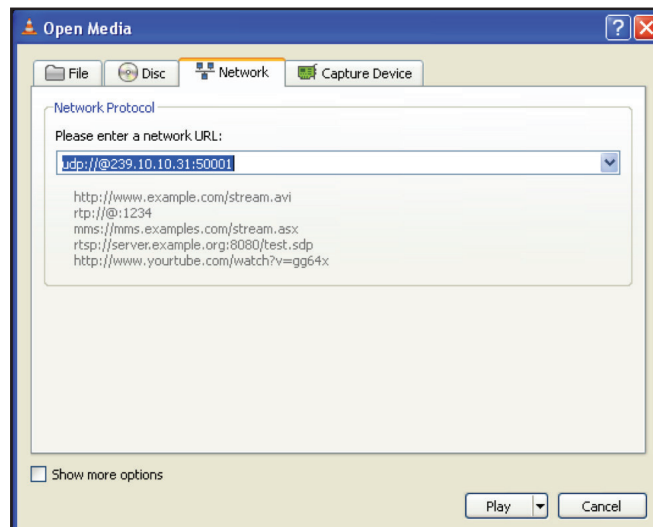 Open Media
File Disc Network Capture Device
Network Protocol
Please enter a network URL:
udp://@239.10.10.31:50001
http://www.example.com/stream.avi
rtp://@:1234
mms://mms.examples.com/stream.asx
rtsp://server.example.org:8080/test.sdp
http://www.yourtube.com/watch?v=gg64x
Show more options
Play Cancel